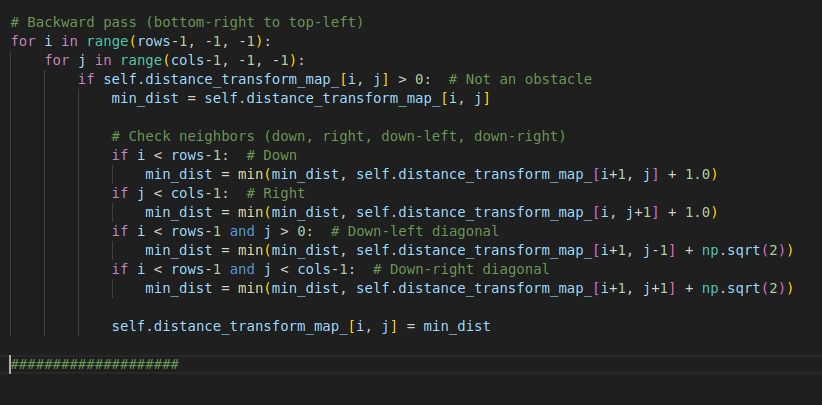 # Backward pass (bottom-right to top-left)
for i in range(rows-1, -1, -1):
    for j in range(cols-1, -1, -1):
        if self.distance_transform_map_[i, j] > 0:  # Not an obstacle
            min_dist = self.distance_transform_map_[i, j]

            # Check neighbors (down, right, down-left, down-right)
            if i < rows-1:  # Down
                min_dist = min(min_dist, self.distance_transform_map_[i+1, j] + 1.0)
            if j < cols-1:  # Right
                min_dist = min(min_dist, self.distance_transform_map_[i, j+1] + 1.0)
            if i < rows-1 and j > 0:  # Down-left diagonal
                min_dist = min(min_dist, self.distance_transform_map_[i+1, j-1] + np.sqrt(2))
            if i < rows-1 and j < cols-1:  # Down-right diagonal
                min_dist = min(min_dist, self.distance_transform_map_[i+1, j+1] + np.sqrt(2))

            self.distance_transform_map_[i, j] = min_dist

####################